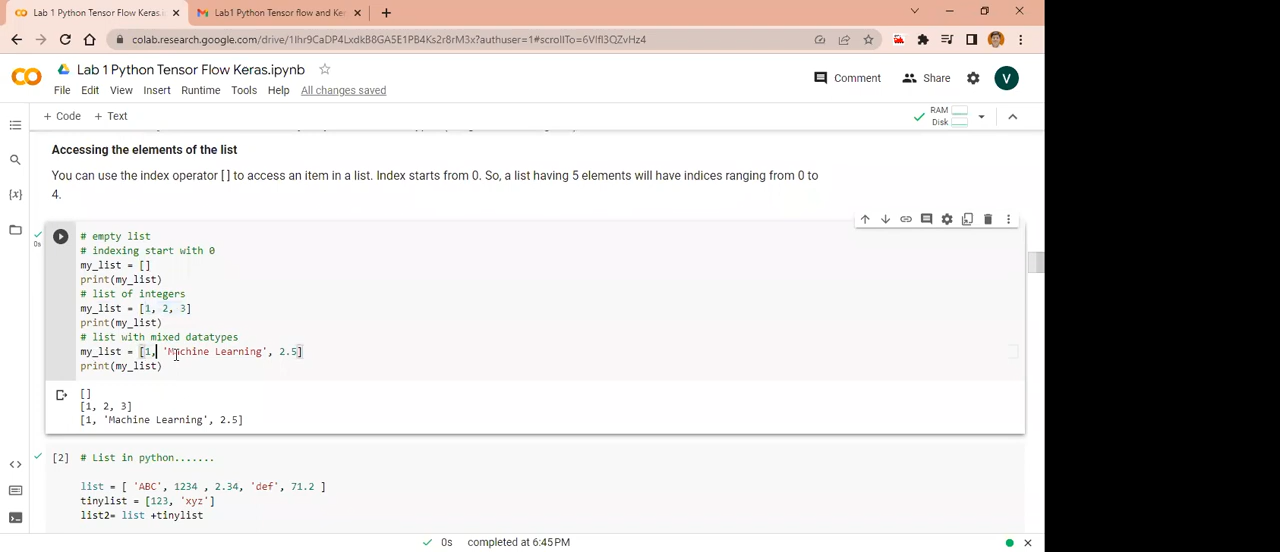 Lab 1 Python Tensor Flow Keras.i
Lab1 Python Tensor flow and Ker
colab.research.google.com/drive/1Ihr9CaDP4LxdkB8GA5E1PB4Ks2r8rM3x?authuser=1#scrollTo=6VIfI3QZvHz4
Lab 1 Python Tensor Flow Keras.ipynb
Comment
Share
V
File Edit View Insert Runtime Tools Help All changes saved
+ Code + Text
RAM
Disk
Accessing the elements of the list
You can use the index operator [ ] to access an item in a list. Index starts from 0. So, a list having 5 elements will have indices ranging from 0 to
4.
# empty list
0s
# indexing start with 0
my_list = []
print(my_list)
# list of integers
my_list = [1, 2, 3]
print(my_list)
# list with mixed datatypes
my_list = [1, 'Machine Learning', 2.5]
print(my_list)
[]
[1, 2, 3]
[1, 'Machine Learning', 2.5]
[2] # List in python.......
list = [ 'ABC', 1234 , 2.34, 'def', 71.2 ]
tinylist = [123, 'xyz']
list2= list +tinylist
0s completed at 6:45PM